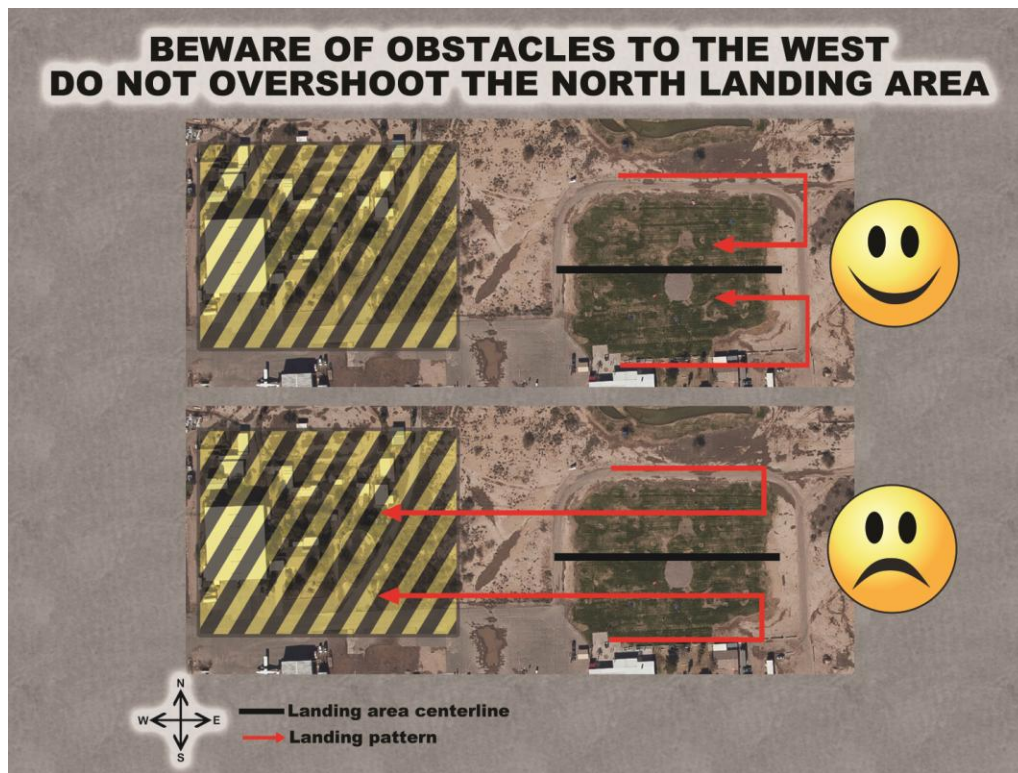 BEWARE OF OBSTACLES TO THE WEST
DO NOT OVERSHOOT THE NORTH LANDING AREA
N
W E
S
Landing area centerline
Landing pattern